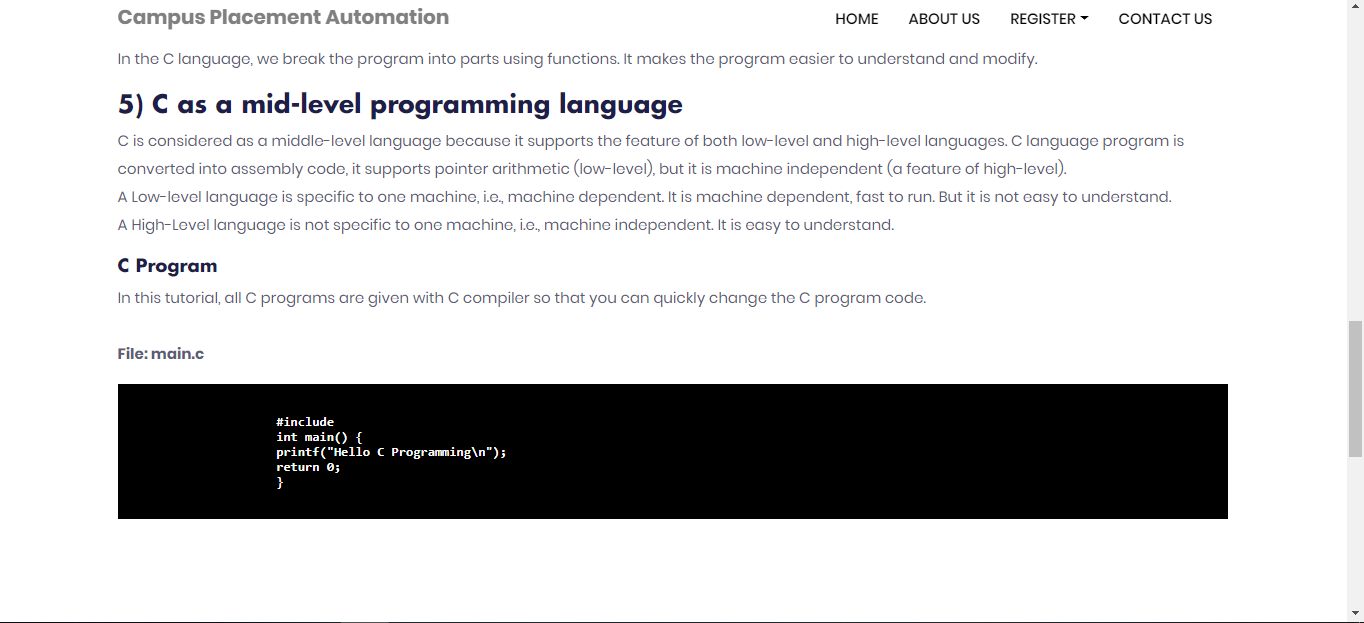 Campus Placement Automation
HOME ABOUT US REGISTER CONTACT US
In the C language, we break the program into parts using functions. It makes the program easier to understand and modify.
5) C as a mid-level programming language
C is considered as a middle-level language because it supports the feature of both low-level and high-level languages. C language program is
converted into assembly code, it supports pointer arithmetic (low-level), but it is machine independent (a feature of high-level).
A Low-level language is specific to one machine, i.e., machine dependent. It is machine dependent, fast to run. But it is not easy to understand.
A High-Level language is not specific to one machine, i.e., machine independent. It is easy to understand.
C Program
In this tutorial, all C programs are given with C compiler so that you can quickly change the C program code.
File: main.c
#include
int main() {
printf("Hello C Programming\n");
return 0;
}